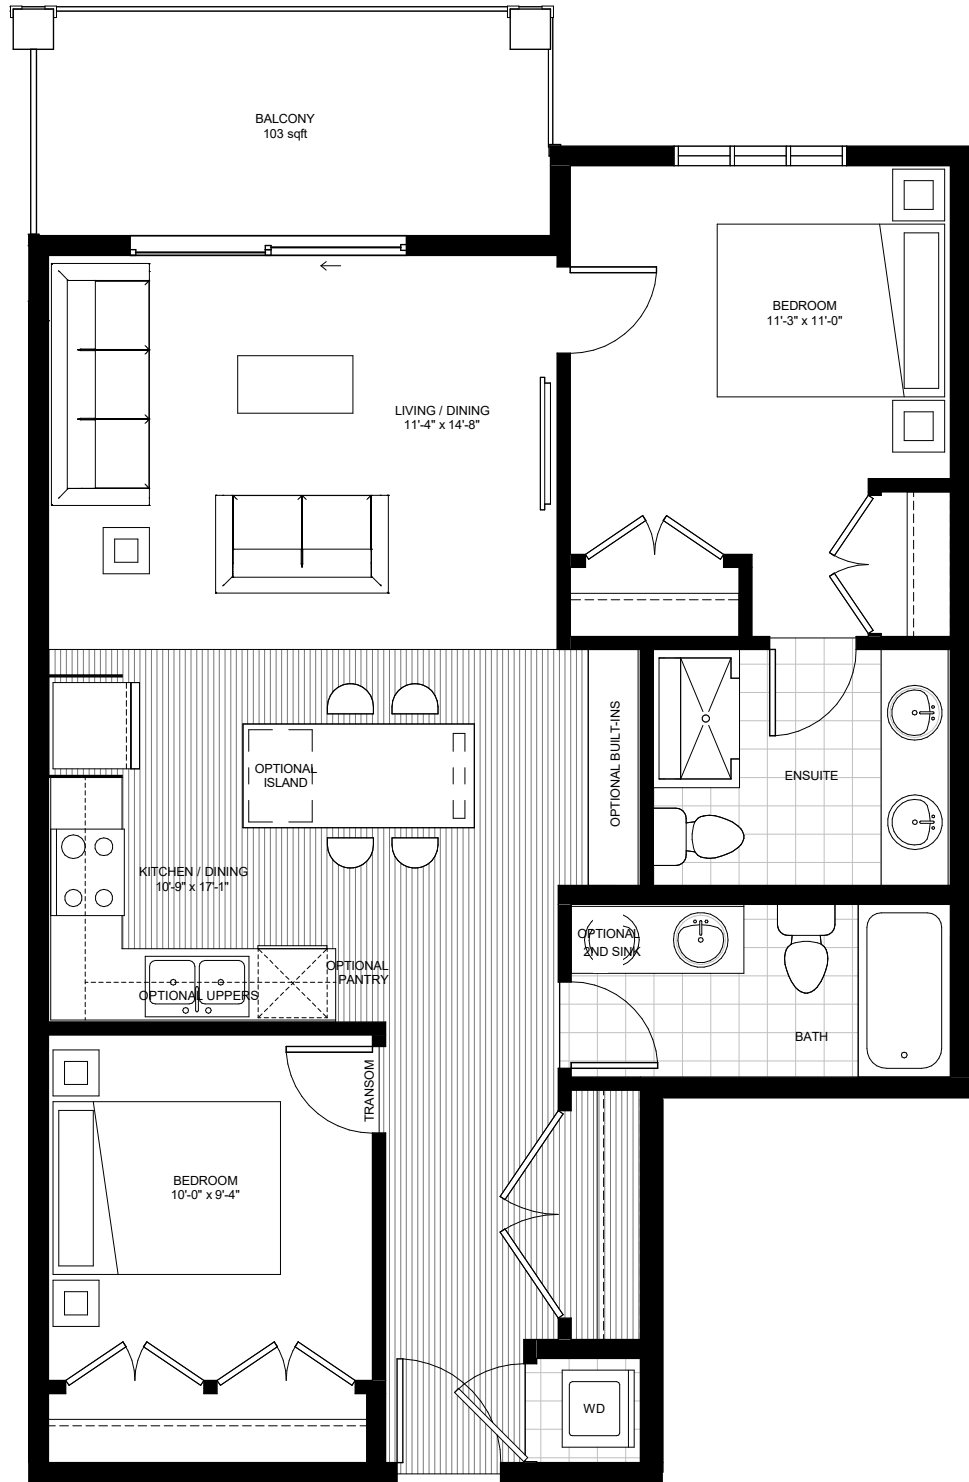 BALCONY
103 sqft
BEDROOM
11'-3" x 11'-0"
LIVING / DINING
11'-4" x 14'-8"
OPTIONAL BUILT-INS
OPTIONAL
ISLAND
ENSUITE
KITCHEN / DINING
10'-9" x 17'-1"
OPTIONAL
2ND SINK
OPTIONAL
PANTRY
OPTIONAL UPPERS
BATH
TRANSOM
BEDROOM
10'-0" x 9'-4"
WD